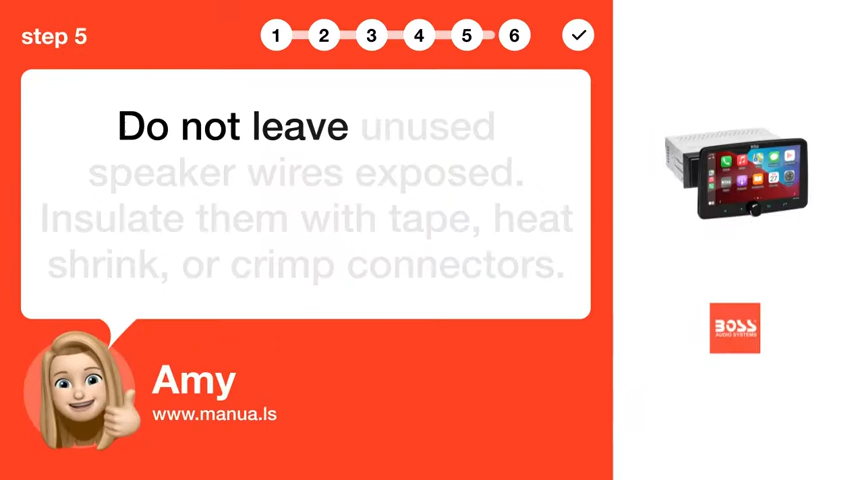 step 5
1 2 3 4 5 6
Do not leave unused
speaker wires exposed.
Insulate them with tape, heat
shrink, or crimp connectors.
Amy
www.manua.ls
BOSS
BOSS
AUDIO SYSTEMS